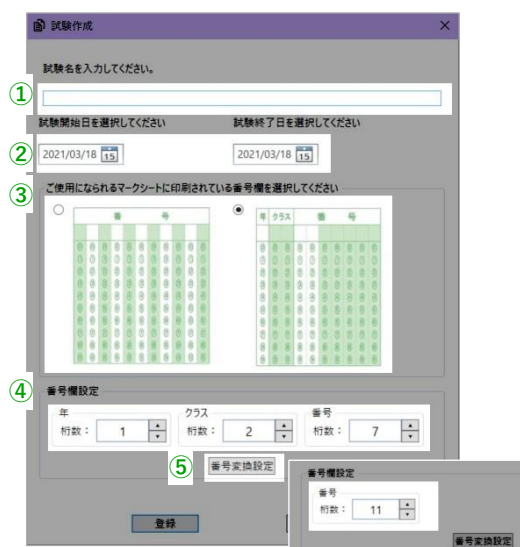 試験作成
試験名を入力してください。
①
試験開始日を選択してください 試験終了日を選択してください
② 2021/03/18 15 2021/03/18 15
③ ご使用になられるマークシートに印刷されている番号欄を選択してください
番 号 年 クラス 番 号
④ 番号欄設定
年 クラス 番号
桁数: 1 桁数: 2 桁数: 7
⑤ 番号変換設定
登録
番号欄設定
番号
桁数: 11
番号変換設定